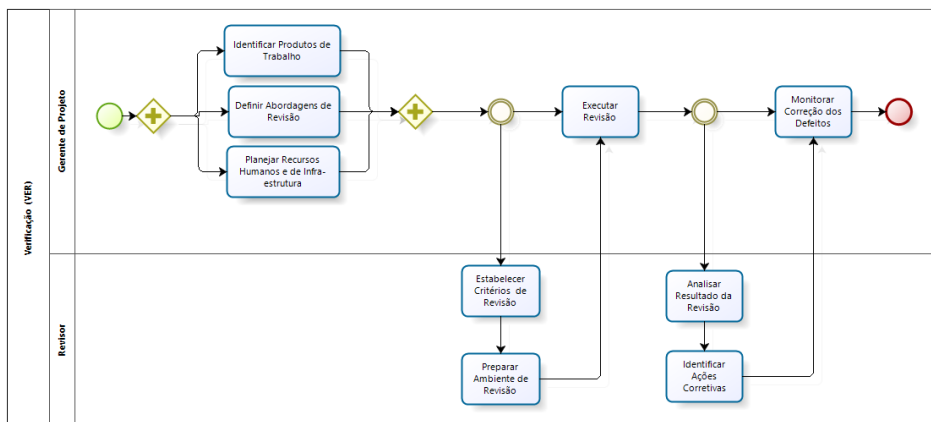 Verificação (VER)
Gerente de Projeto
Identificar Produtos de
Trabalho
Definir Abordagens de
Revisão
Planejar Recursos
Humanos e de Infra-
estrutura
Executar
Revisão
Monitorar
Correção dos
Defeitos
Revisor
Estabelecer
Critérios de
Revisão
Preparar
Ambiente de
Revisão
Analisar
Resultado da
Revisão
Identificar
Ações
Corretivas